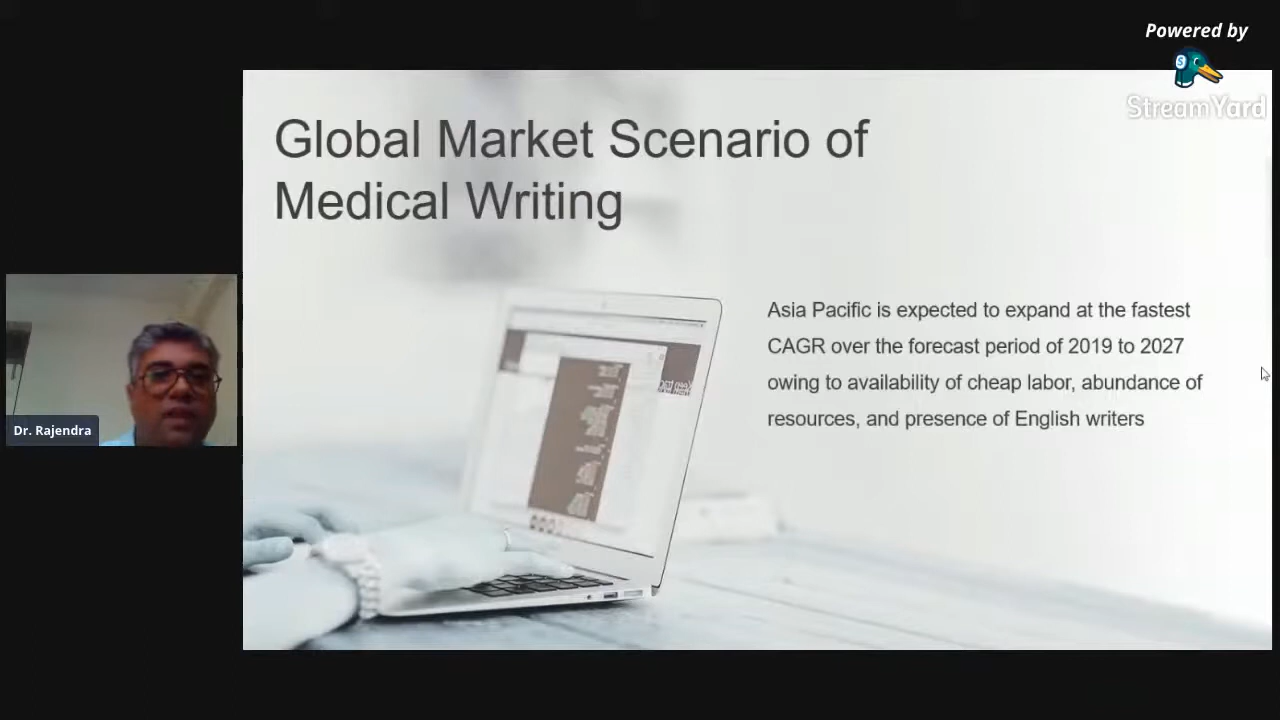 Powered by
StreamYard
Global Market Scenario of
Medical Writing
Asia Pacific is expected to expand at the fastest
CAGR over the forecast period of 2019 to 2027
owing to availability of cheap labor, abundance of
resources, and presence of English writers
Dr. Rajendra